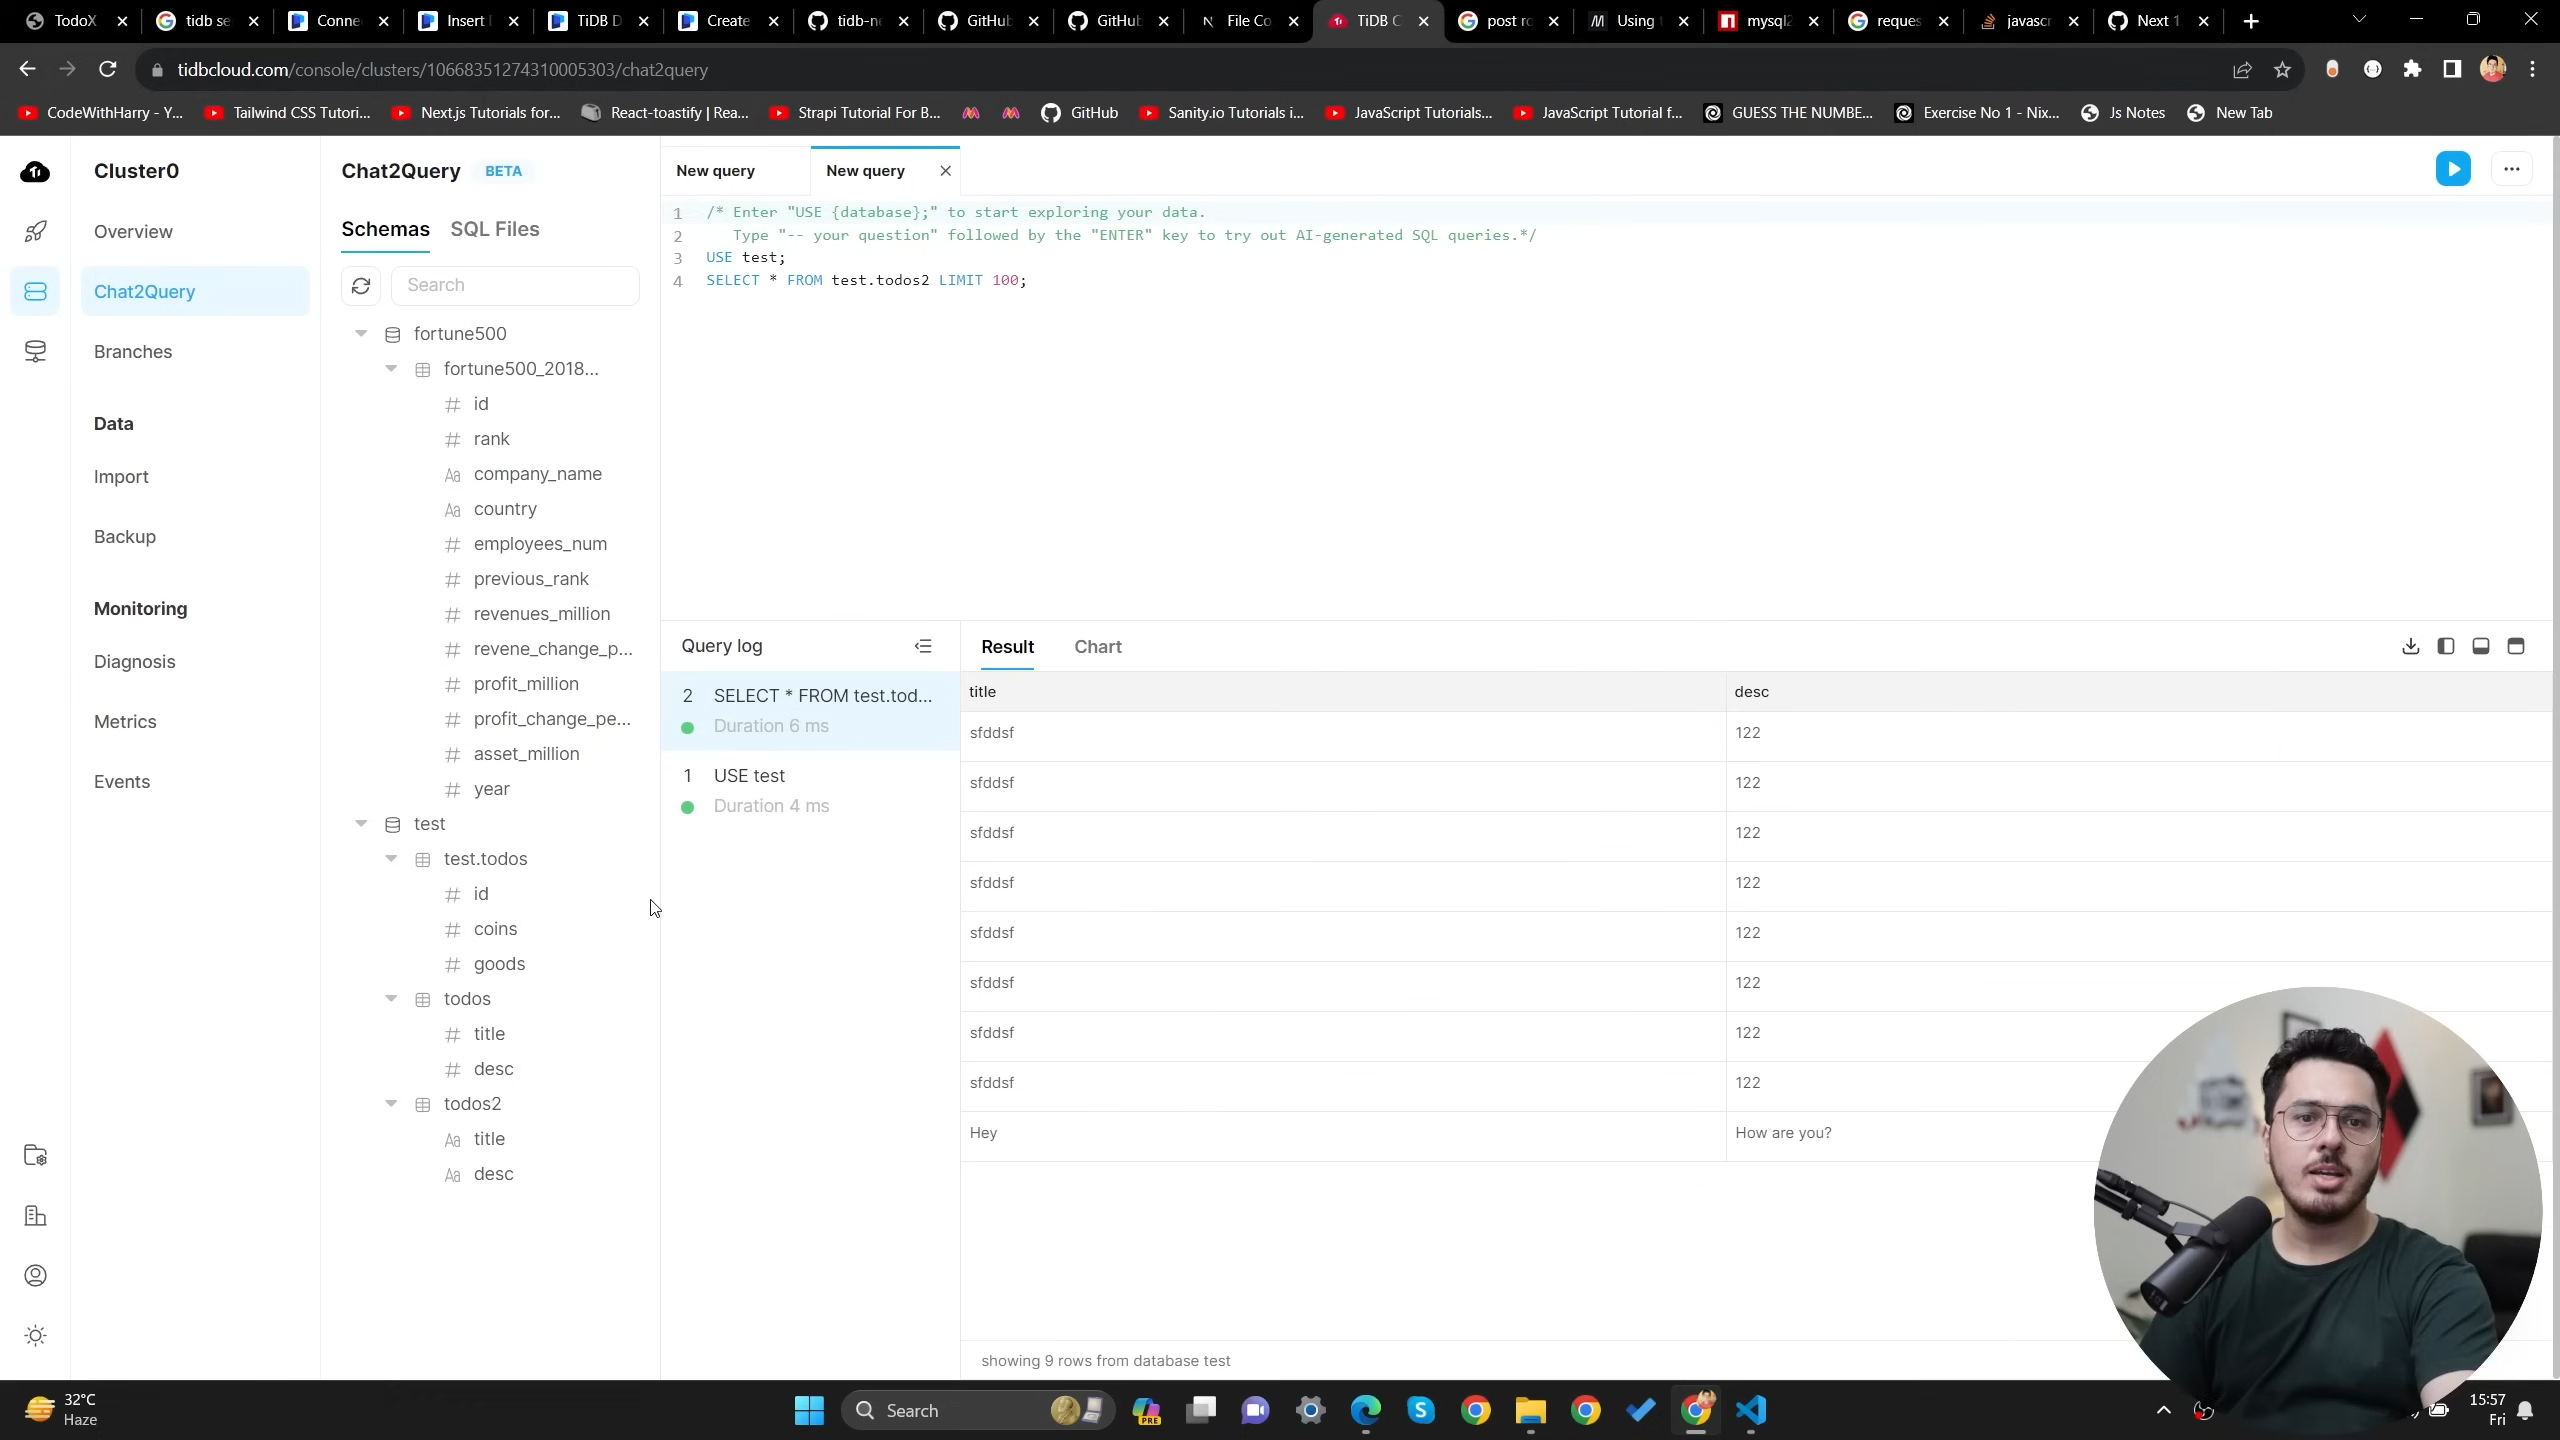 TodoX
tidb se
Conne
Insert
TiDB D
Create
tidb-ne
GitHub
GitHub
File Co
TiDB C
post ro
Using
mysql2
reques
javascr
Next 1
tidbcloud.com/console/clusters/10668351274310005303/chat2query
CodeWithHarry - Y...
Tailwind CSS Tutori...
Next.js Tutorials for...
React-toastify | Rea...
Strapi Tutorial For B...
GitHub
Sanity.io Tutorials i...
JavaScript Tutorials...
JavaScript Tutorial f...
GUESS THE NUMBE...
Exercise No 1 - Nix...
Js Notes
New Tab
Cluster0
Overview
Chat2Query
Branches
Data
Import
Backup
Monitoring
Diagnosis
Metrics
Events
Chat2Query BETA
Schemas
SQL Files
Search
fortune500
fortune500_2018...
# id
# rank
Aa company_name
Aa country
# employees_num
# previous_rank
# revenues_million
# revene_change_p...
# profit_million
# profit_change_pe...
# asset_million
# year
test
test.todos
# id
# coins
# goods
todos
# title
# desc
todos2
Aa title
Aa desc
New query
New query
1 /* Enter "USE {database};" to start exploring your data.
2 Type "-- your question" followed by the "ENTER" key to try out AI-generated SQL queries.*/
3 USE test;
4 SELECT * FROM test.todos2 LIMIT 100;
Query log
2 SELECT * FROM test.tod...
Duration 6 ms
1 USE test
Duration 4 ms
Result
Chart
title desc
sfddsf 122
sfddsf 122
sfddsf 122
sfddsf 122
sfddsf 122
sfddsf 122
sfddsf 122
sfddsf 122
Hey How are you?
showing 9 rows from database test
32°C
Haze
Search
PRE
15:57
Fri